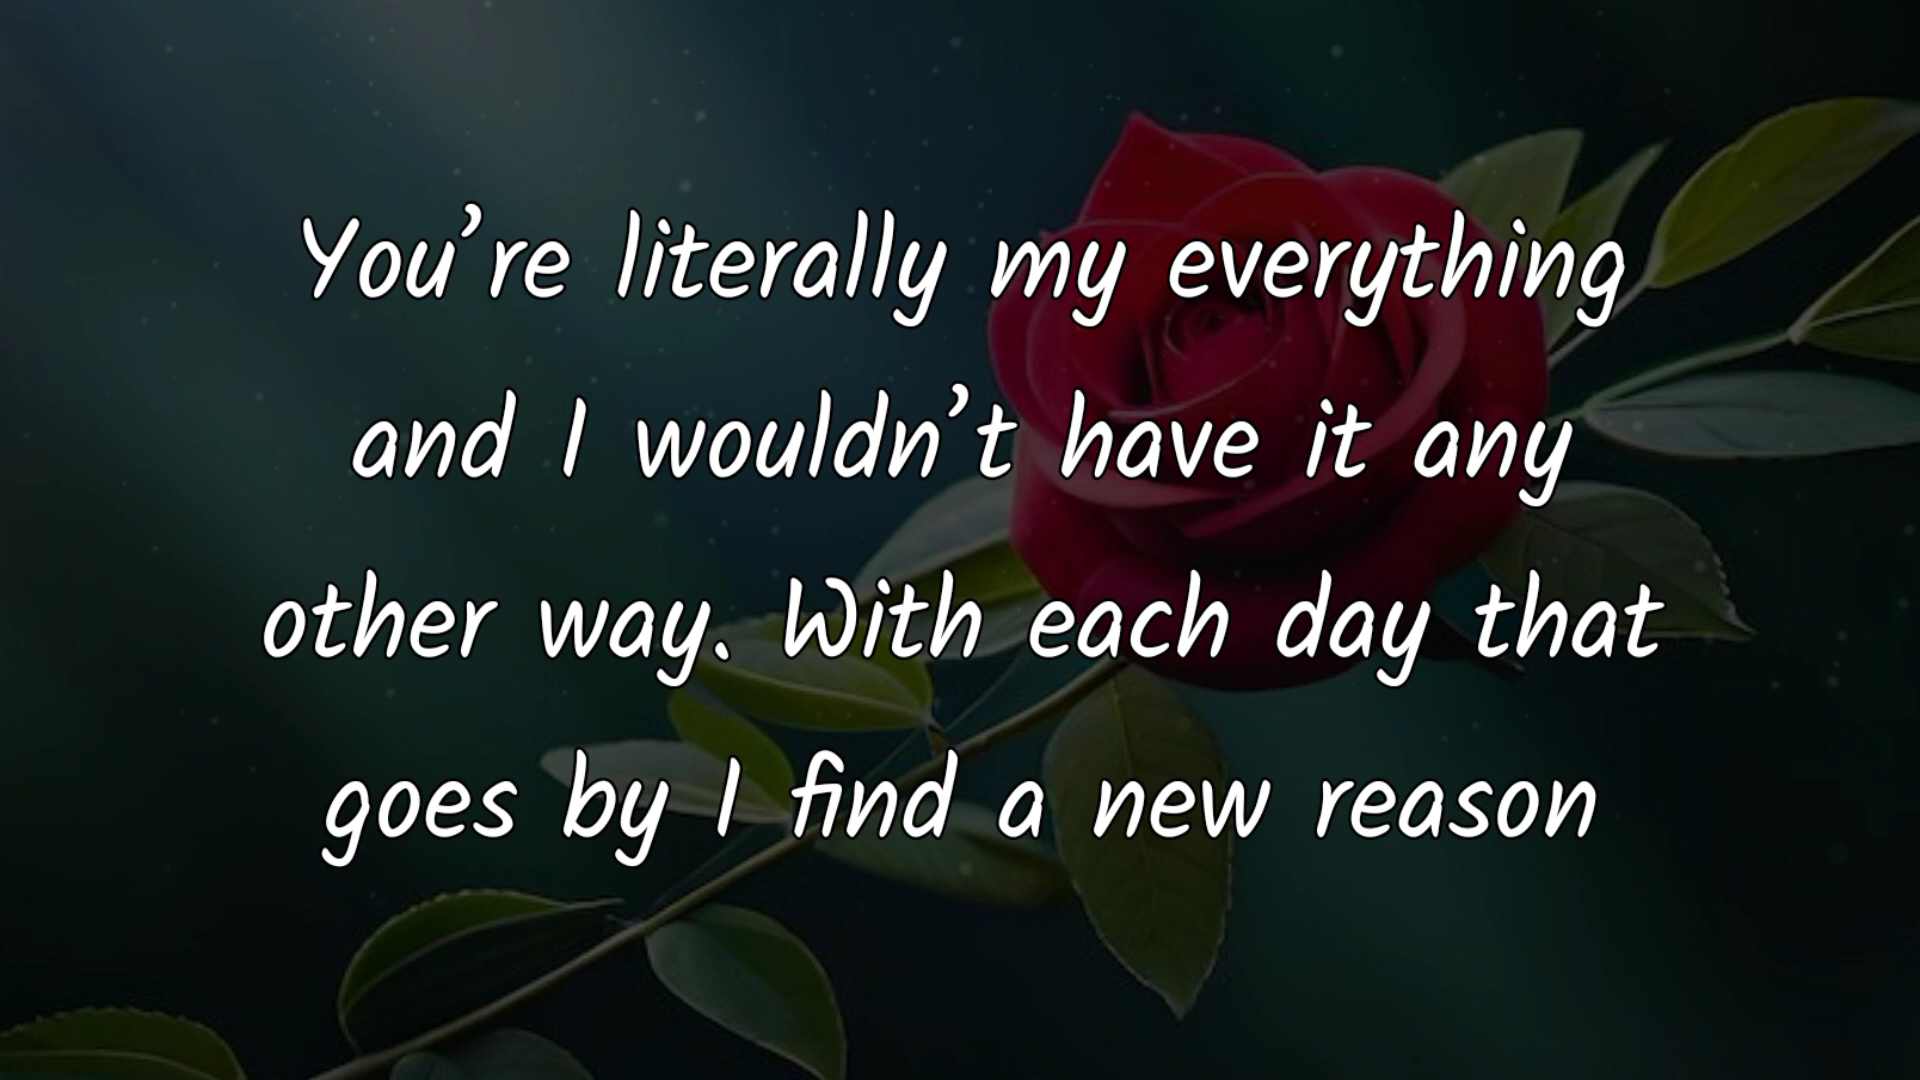 You’re literally my everything
and I wouldn’t have it any
other way. With each day that
goes by I find a new reason